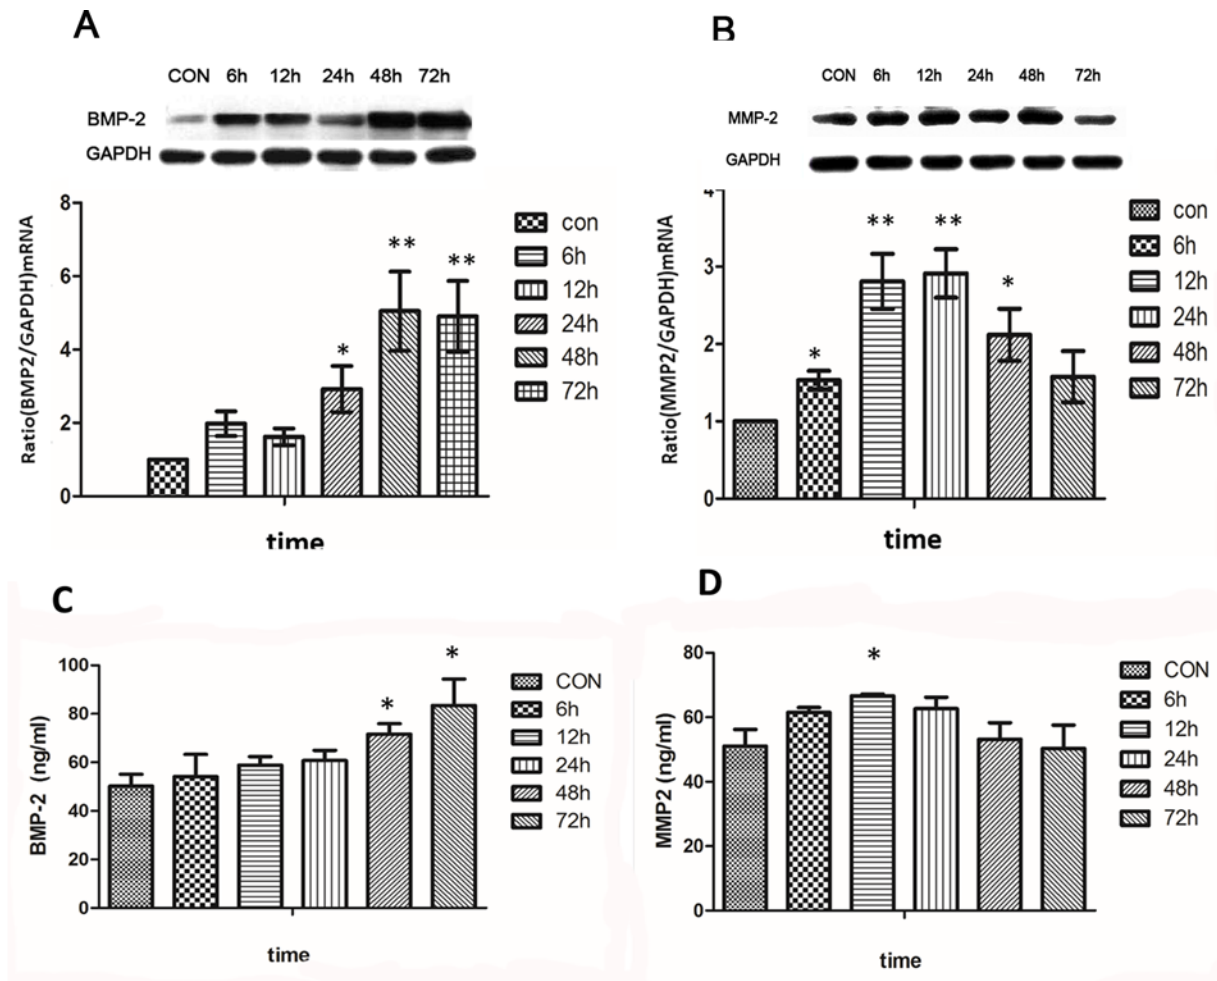 A
CON 6h 12h 24h 48h 72h
BMP-2
GAPDH
Ratio(BMP2/GAPDH)mRNA
8
6
4
2
0
* ** **
time
con
6h
12h
24h
48h
72h
B
CON 6h 12h 24h 48h 72h
MMP-2
GAPDH
Ratio(MMP2/GAPDH)mRNA
4
3
2
1
0
* ** ** *
time
con
6h
12h
24h
48h
72h
C
BMP-2 (ng/ml)
100
80
60
40
20
0
* *
time
CON
6h
12h
24h
48h
72h
D
MMP2 (ng/ml)
80
60
40
20
0
*
time
CON
6h
12h
24h
48h
72h